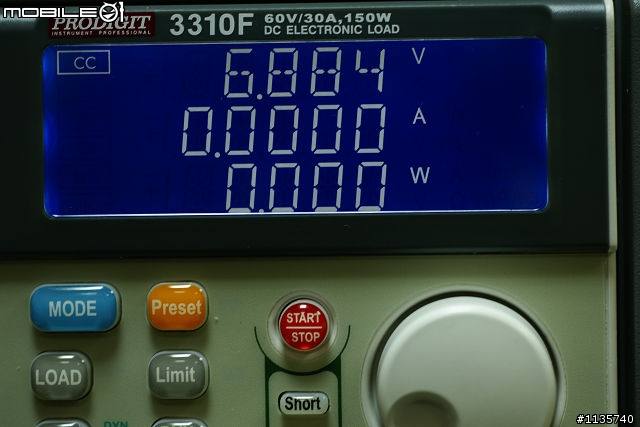 MOBILE01
PRODIGIT
INSTRUMENT PROFESSIONAL
3310F
60V/30A,150W
DC ELECTRONIC LOAD
CC
6.884 V
0.0000 A
0.000 W
MODE
Preset
START
STOP
LOAD
Limit
Short
DYN
#1135740